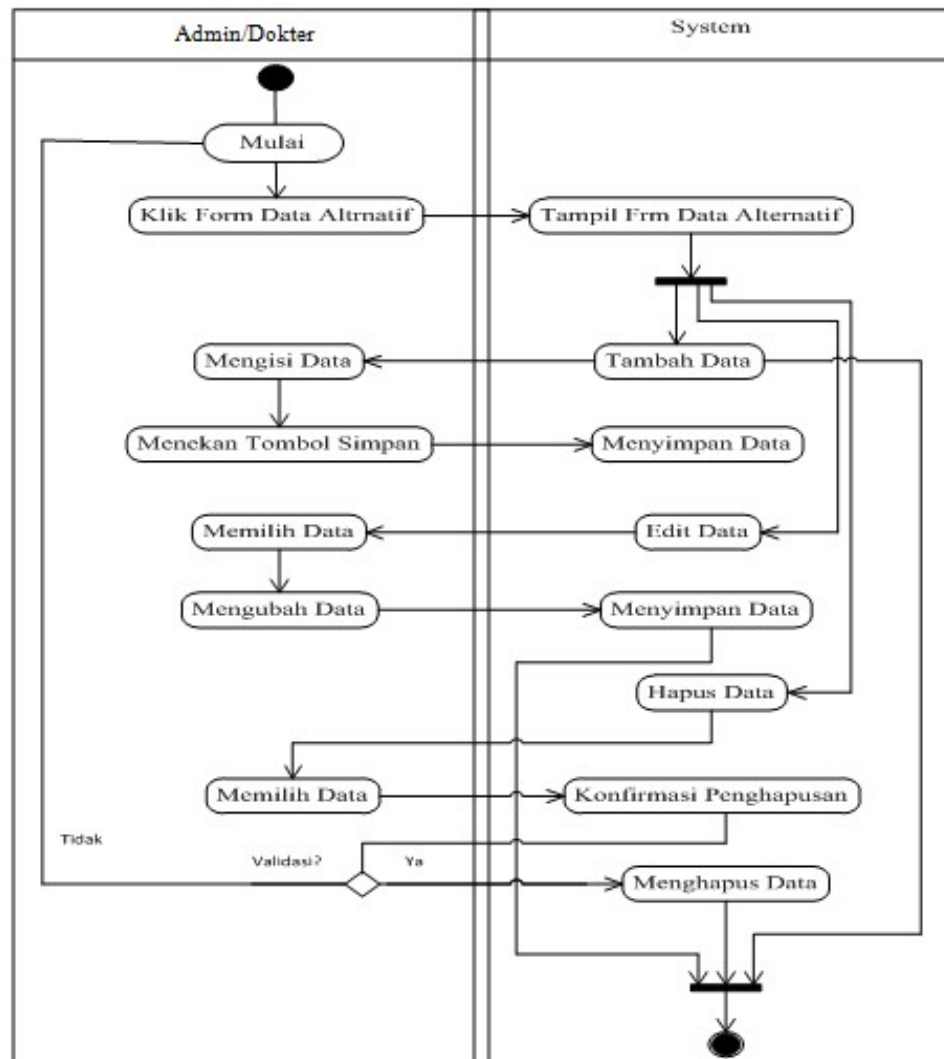 Admin/Dokter
System
Mulai
Klik Form Data Altrnatif
Tampil Frm Data Alternatif
Mengisi Data
Tambah Data
Menekan Tombol Simpan
Menyimpan Data
Memilih Data
Edit Data
Mengubah Data
Menyimpan Data
Hapus Data
Memilih Data
Konfirmasi Penghapusan
Tidak
Validasi?
Ya
Menghapus Data